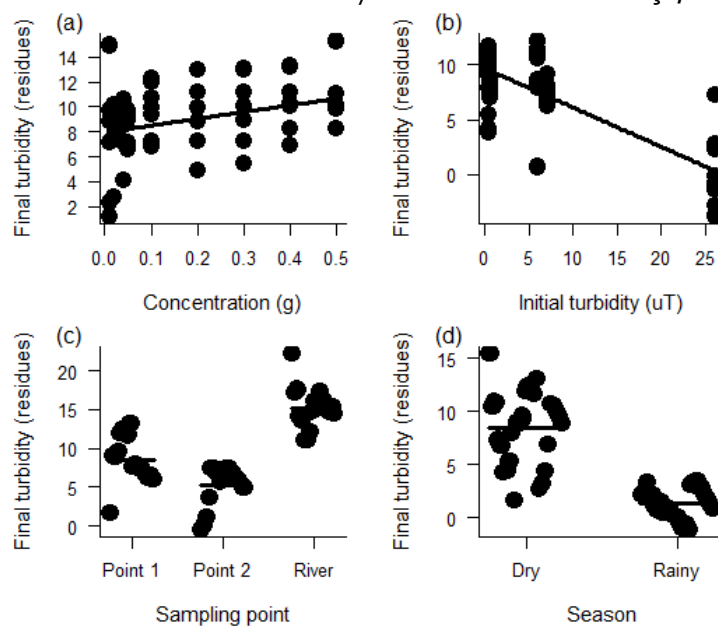 (a)
Final turbidity (residues)
14
12
10
8
6
4
2
0.0 0.1 0.2 0.3 0.4 0.5
Concentration (g)
(b)
Final turbidity (residues)
10
5
0
0 5 10 15 20 25
Initial turbidity (uT)
(c)
Final turbidity (residues)
20
15
10
5
0
Point 1 Point 2 River
Sampling point
(d)
Final turbidity (residues)
15
10
5
0
Dry Rainy
Season